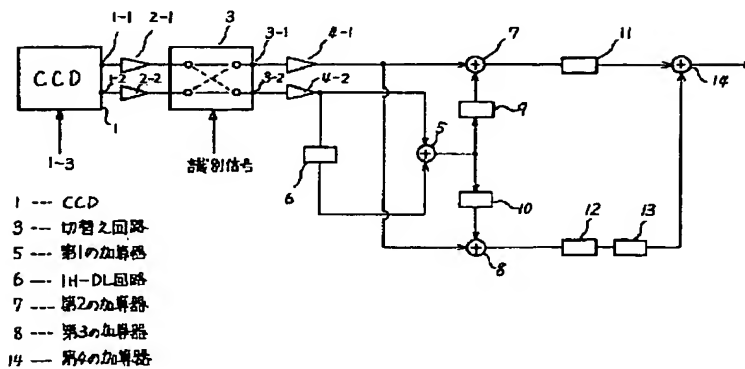 1-1
2-1
3
3-1
4-1
7
11
14
CCD
1-2
2-2
3-2
4-2
9
5
1
1-3
識別信号
6
10
12
13
8
1 --- CCD
3 --- 切替え回路
5 --- 第1の加算器
6 --- 1H-DL回路
7 --- 第2の加算器
8 --- 第3の加算器
14 --- 第4の加算器